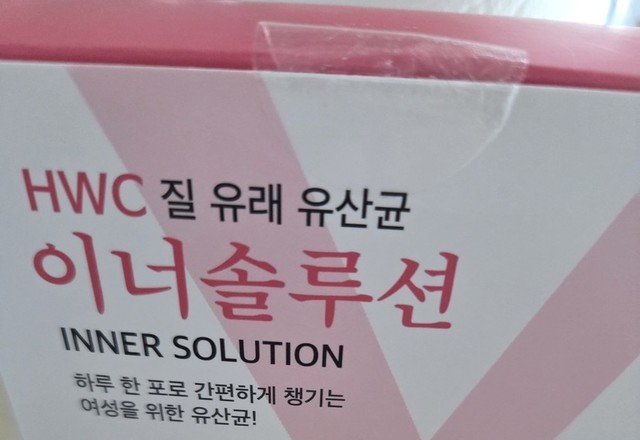 HWC 질 유래 유산균
이너솔루션
INNER SOLUTION
하루 한 포로 간편하게 챙기는
여성을 위한 유산균!